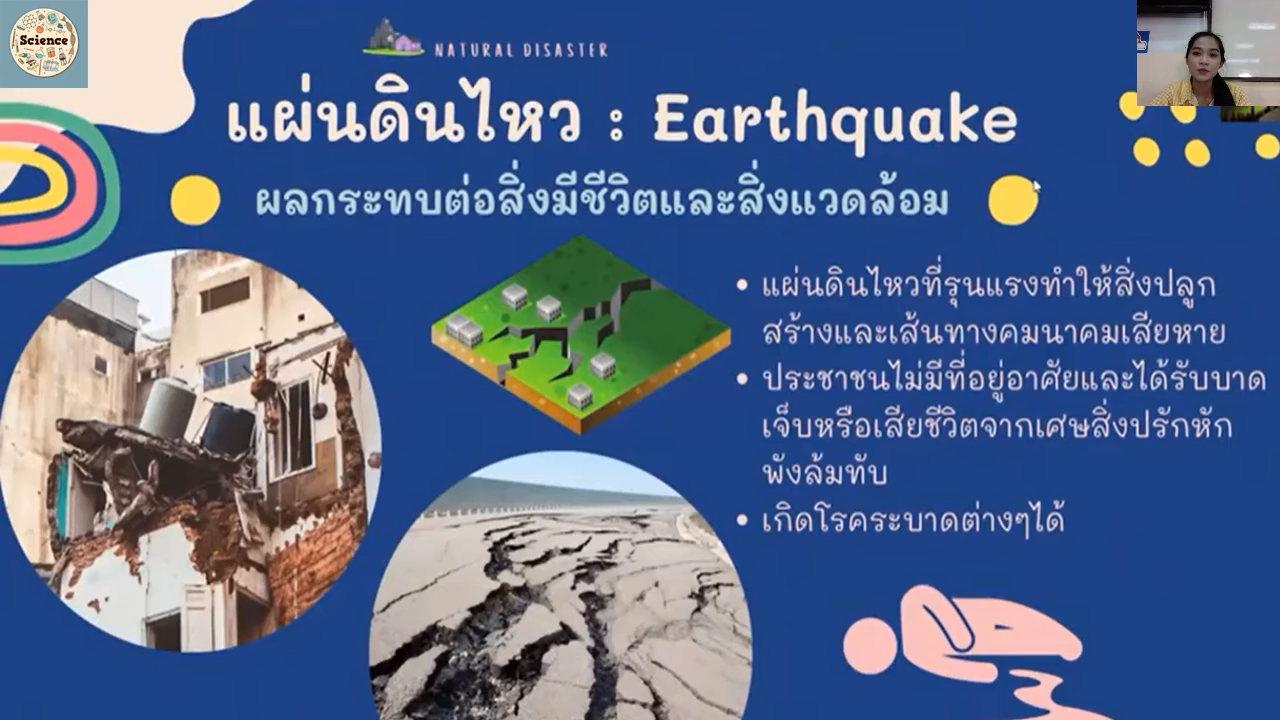 Science
NATURAL DISASTER
แผ่นดินไหว : Earthquake
ผลกระทบต่อสิ่งมีชีวิตและสิ่งแวดล้อม
• แผ่นดินไหวที่รุนแรงทำให้สิ่งปลูก
สร้างและเส้นทางคมนาคมเสียหาย
• ประชาชนไม่มีที่อยู่อาศัยและได้รับบาด
เจ็บหรือเสียชีวิตจากเศษสิ่งปรักหัก
พังล้มทับ
• เกิดโรคระบาดต่างๆได้